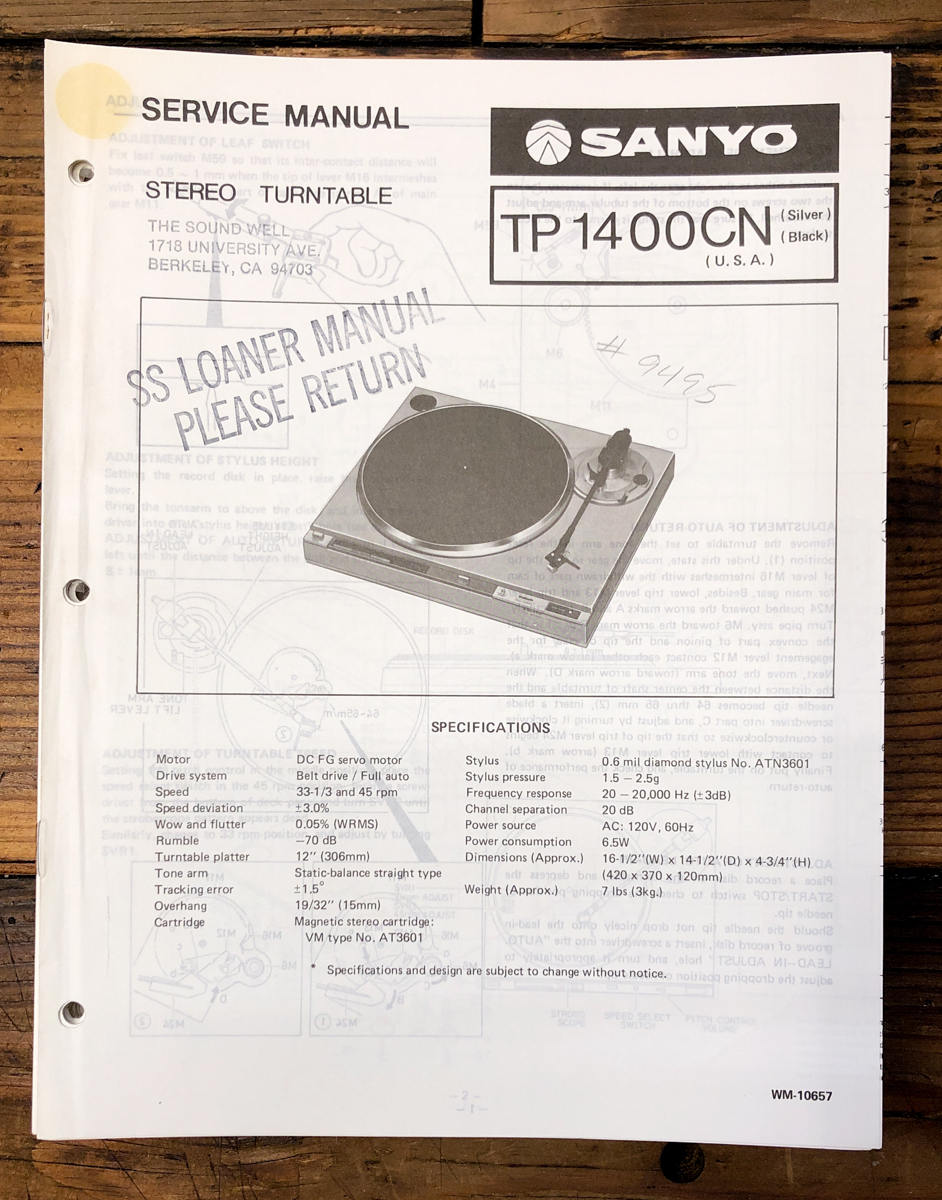 SERVICE MANUAL
SANYO
STEREO TURNTABLE
TP1400CN (Silver)
(Black)
(U.S.A.)
THE SOUND WELL
1718 UNIVERSITY AVE.
BERKELEY, CA 94703
SS LOANER MANUAL
PLEASE RETURN
# 9495
SPECIFICATIONS
Motor DC FG servo motor
Drive system Belt drive / Full auto
Speed 33-1/3 and 45 rpm
Speed deviation ±3.0%
Wow and flutter 0.05% (WRMS)
Rumble −70 dB
Turntable platter 12'' (306mm)
Tone arm Static-balance straight type
Tracking error ±1.5°
Overhang 19/32'' (15mm)
Cartridge Magnetic stereo cartridge:
VM type No. AT3601
Stylus 0.6 mil diamond stylus No. ATN3601
Stylus pressure 1.5 – 2.5g
Frequency response 20 – 20,000 Hz (±3dB)
Channel separation 20 dB
Power source AC: 120V, 60Hz
Power consumption 6.5W
Dimensions (Approx.) 16-1/2''(W) x 14-1/2''(D) x 4-3/4''(H)
(420 x 370 x 120mm)
Weight (Approx.) 7 lbs (3kg.)
* Specifications and design are subject to change without notice.
WM-10657